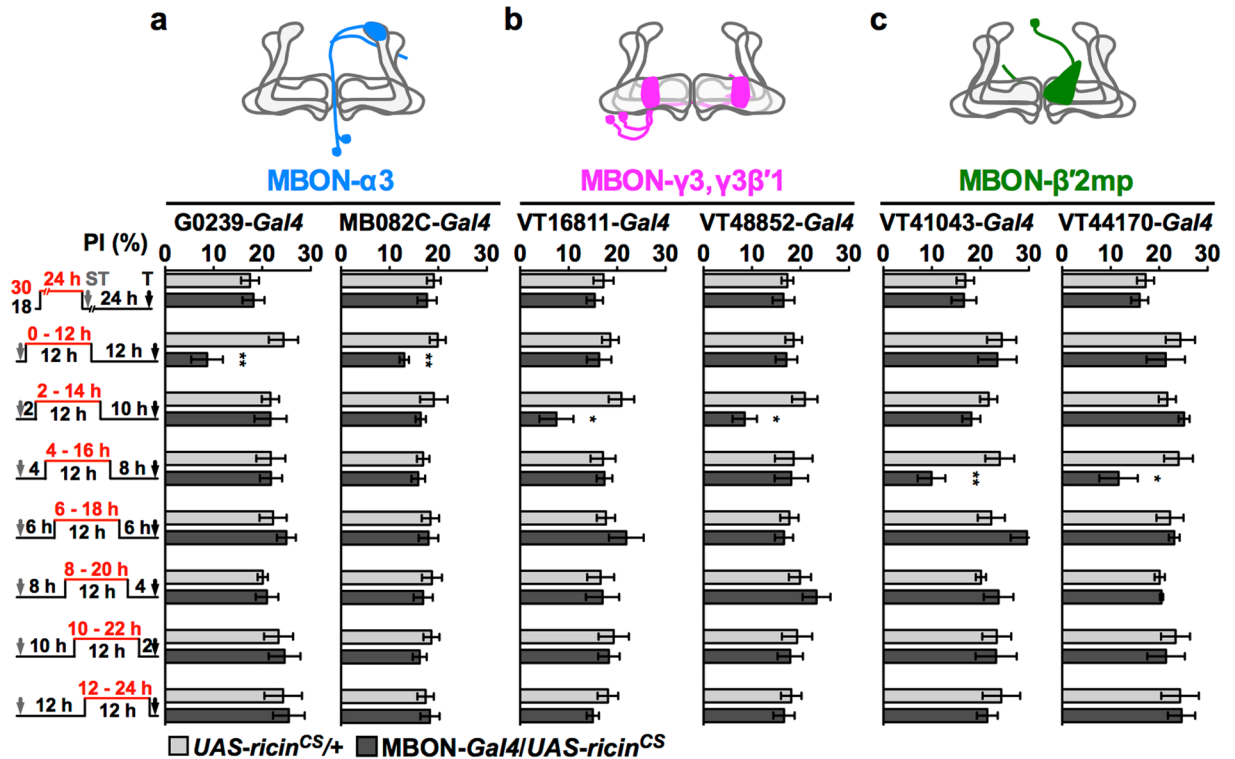 a b c
MBON-α3 MBON-γ3,γ3β′1 MBON-β′2mp
G0239-Gal4 MB082C-Gal4 VT16811-Gal4 VT48852-Gal4 VT41043-Gal4 VT44170-Gal4
PI (%)
0 10 20 30 0 10 20 30 0 10 20 30 0 10 20 30 0 10 20 30 0 10 20 30
24 h ST T
30
18 24 h
0 - 12 h
12 h 12 h
** **
2 - 14 h
2 12 h 10 h
* *
4 - 16 h
4 12 h 8 h
** *
6 - 18 h
6 h 12 h 6 h
8 - 20 h
8 h 12 h 4
10 - 22 h
10 h 12 h 2
12 - 24 h
12 h 12 h
UAS-ricinCS/+ MBON-Gal4/UAS-ricinCS